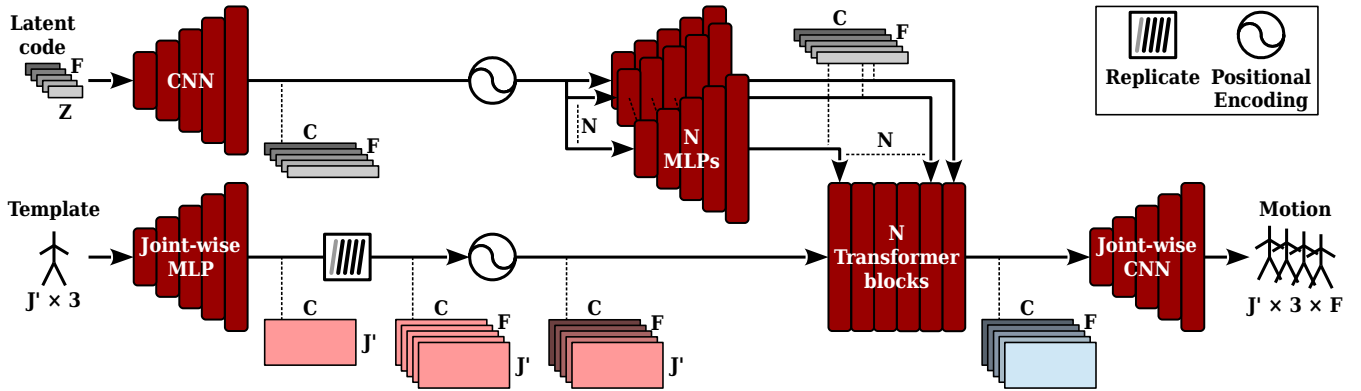 Latent
code
F
Z
CNN
C
F
N
N
MLPs
C
F
N
Replicate
Positional
Encoding
Template
J' × 3
Joint-wise
MLP
C
J'
C
F
J'
C
F
J'
N
Transformer
blocks
C
F
Joint-wise
CNN
Motion
J' × 3 × F